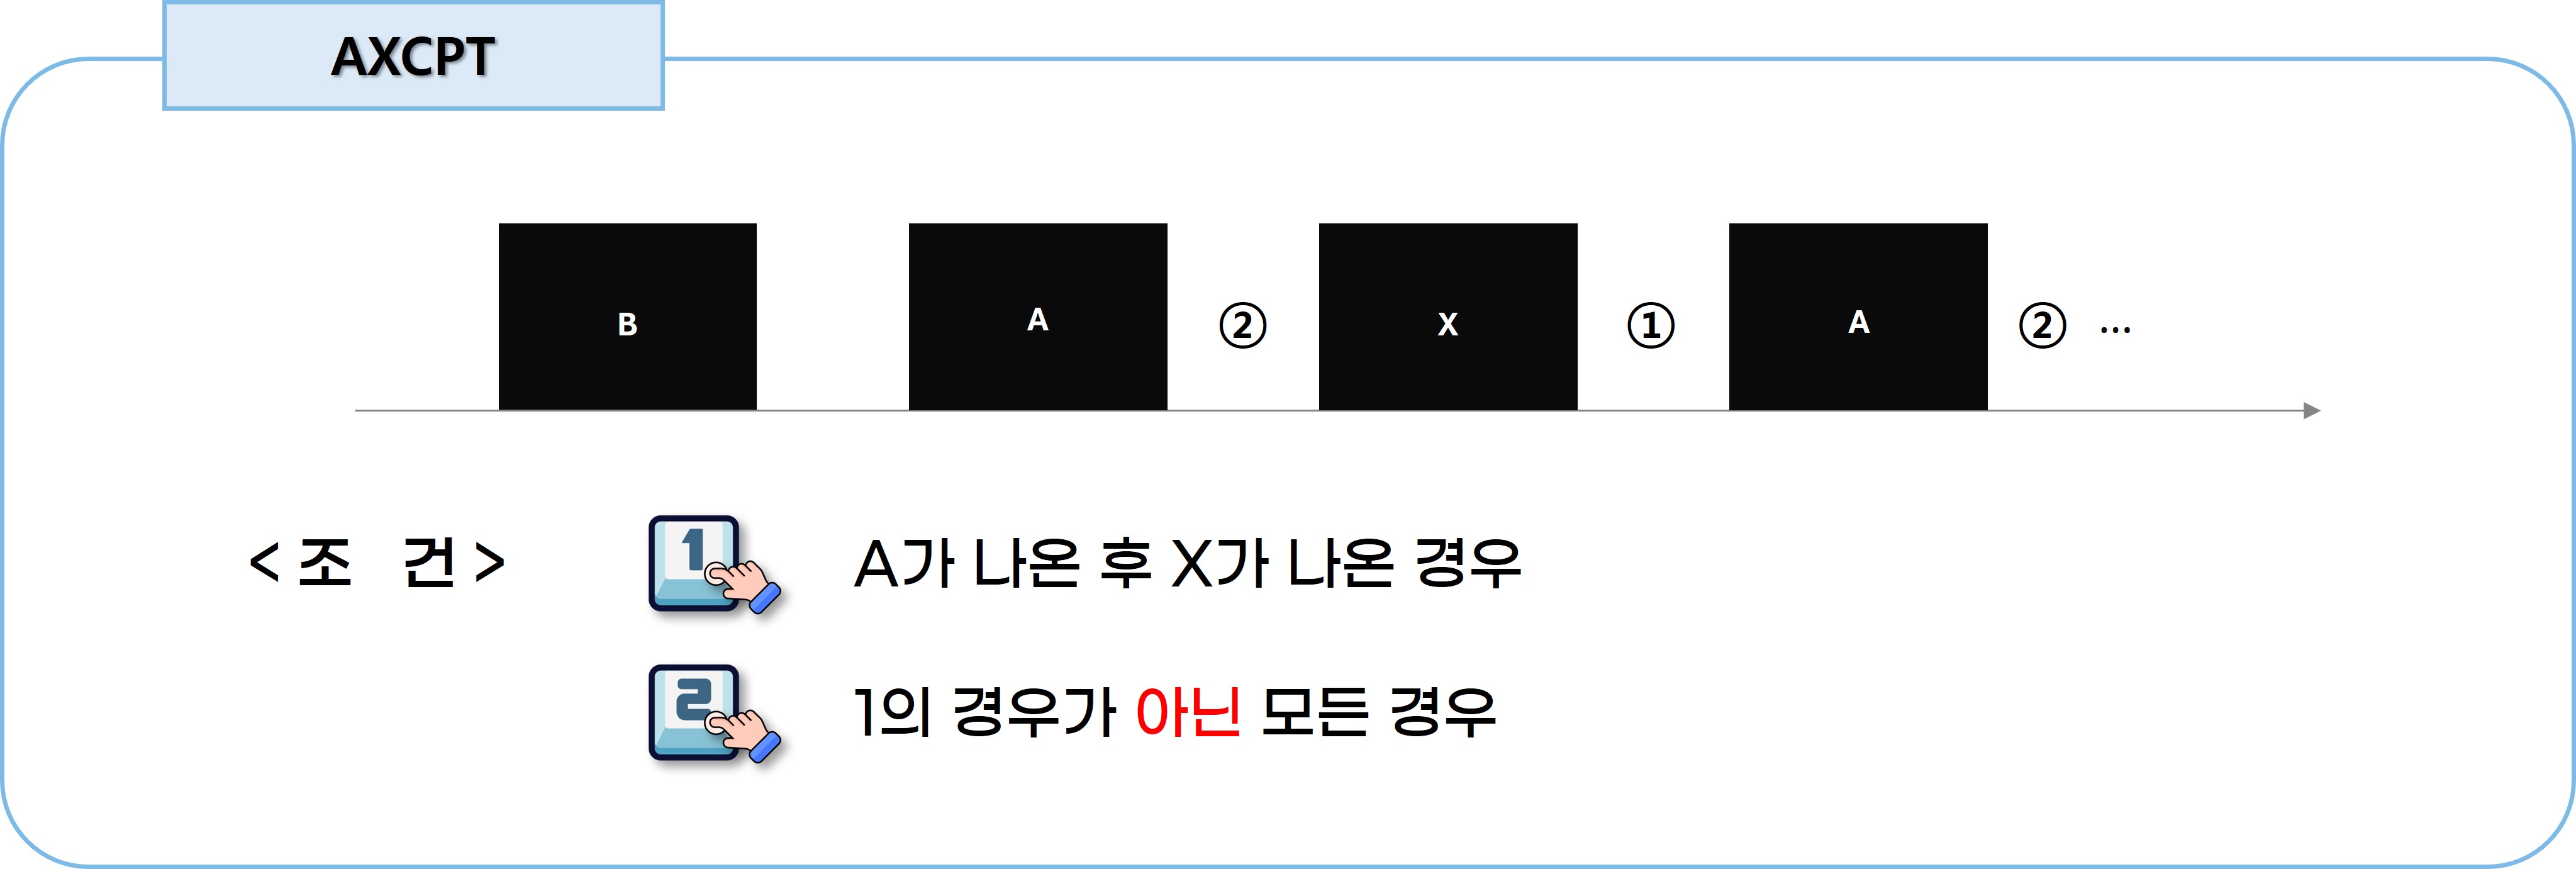 AXCPT
B A ② X ① A ② ...
<조 건> 1 A가 나온 후 X가 나온 경우
2 1의 경우가 아닌 모든 경우